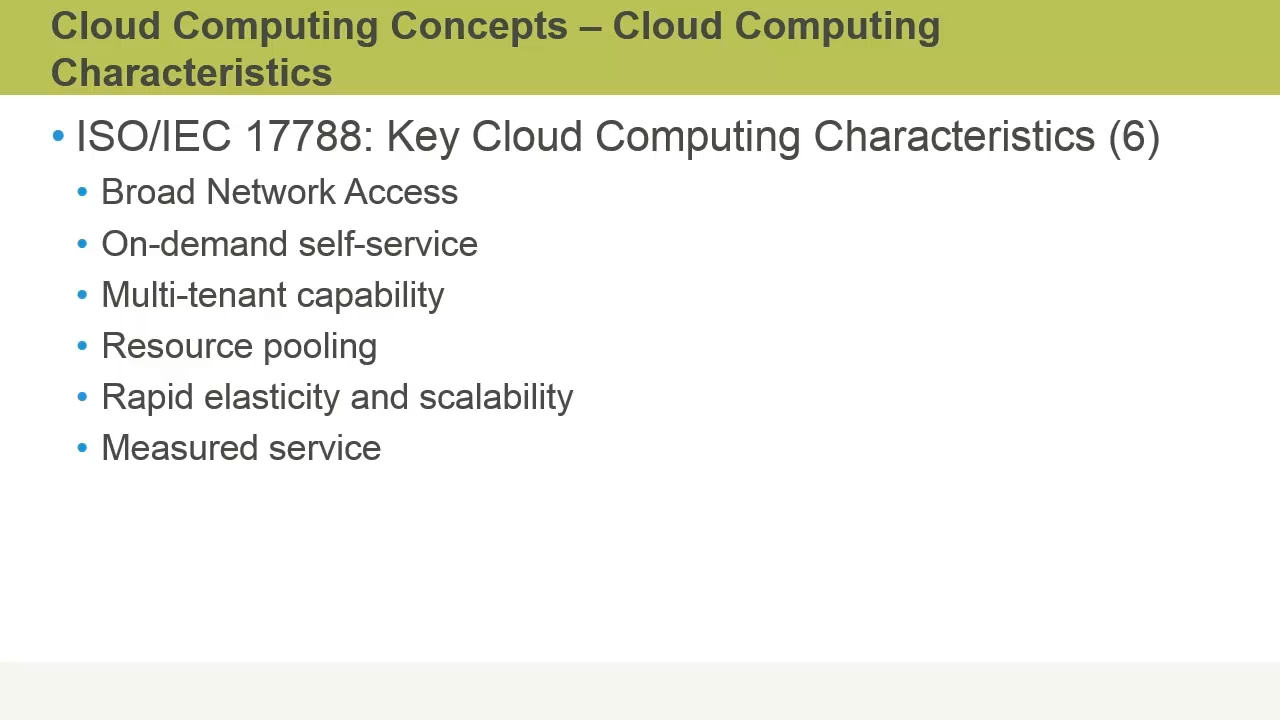 Cloud Computing Concepts – Cloud Computing
Characteristics
• ISO/IEC 17788: Key Cloud Computing Characteristics (6)
• Broad Network Access
• On-demand self-service
• Multi-tenant capability
• Resource pooling
• Rapid elasticity and scalability
• Measured service